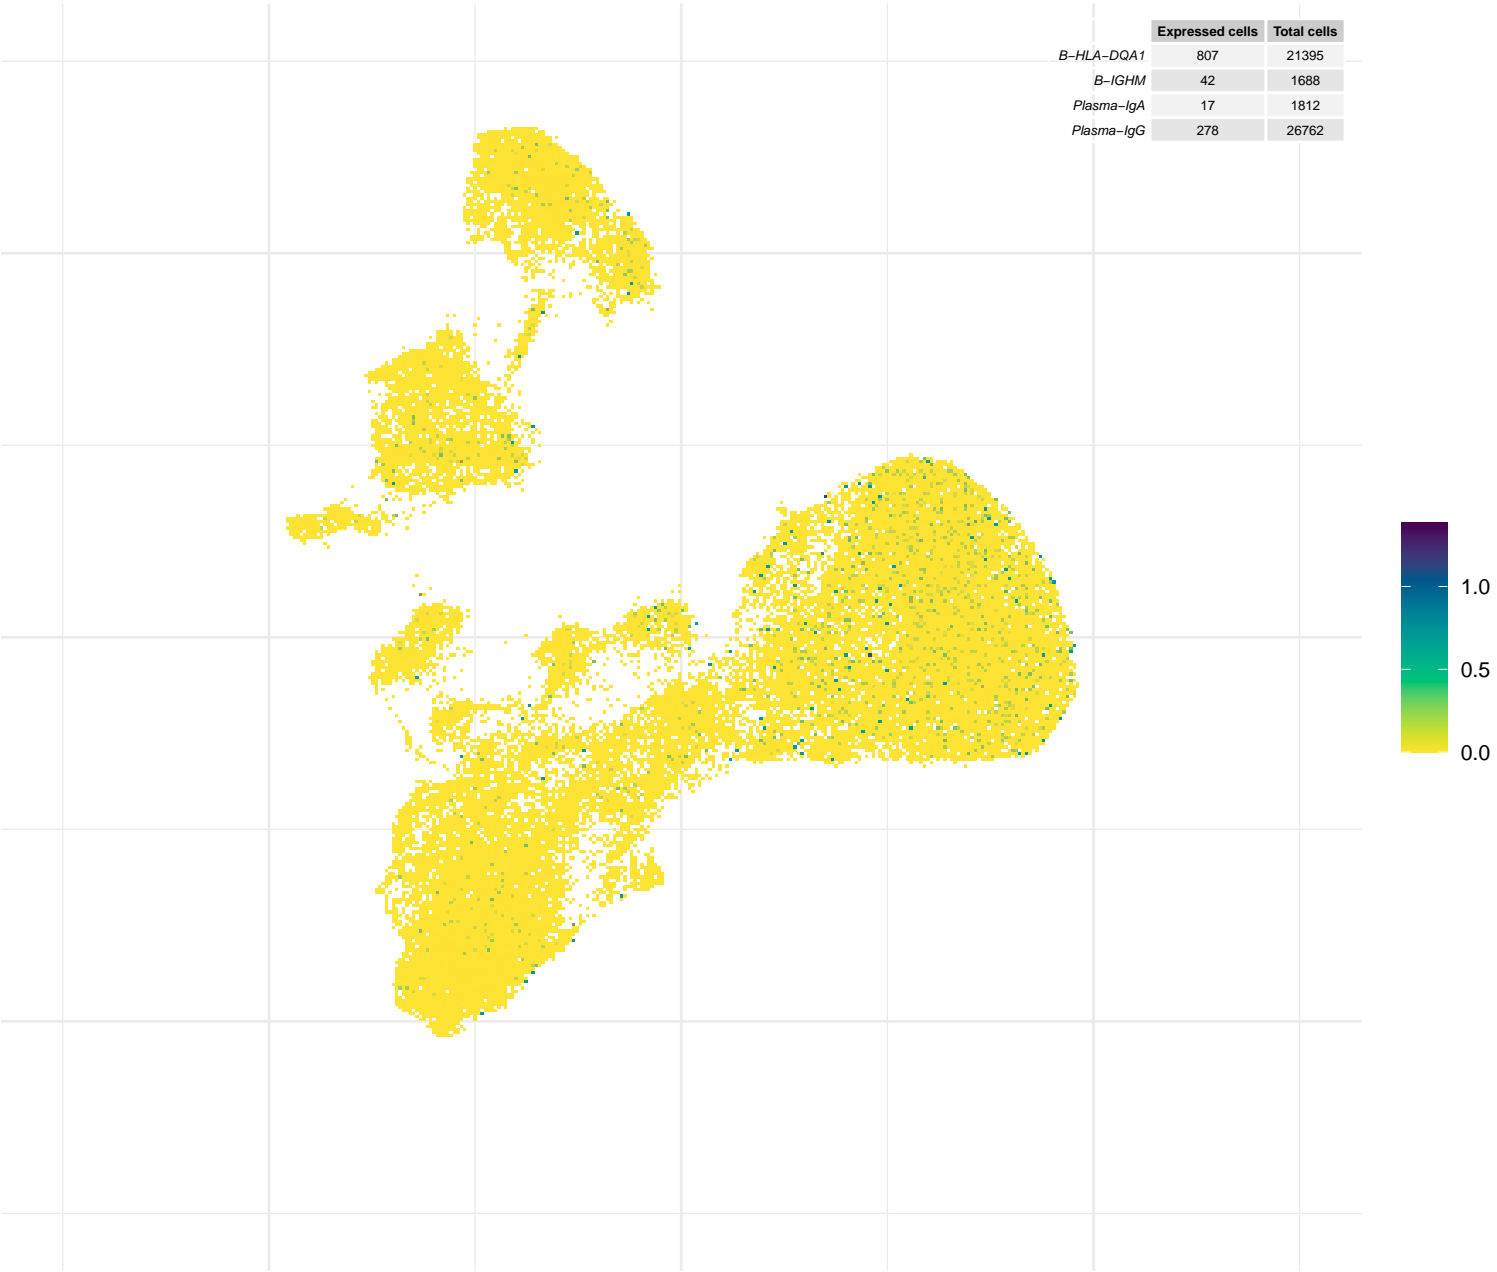 Expressed cells Total cells
B−HLA−DQA1 807 21395
B−IGHM 42 1688
Plasma−IgA 17 1812
Plasma−IgG 278 26762
1.0
0.5
0.0